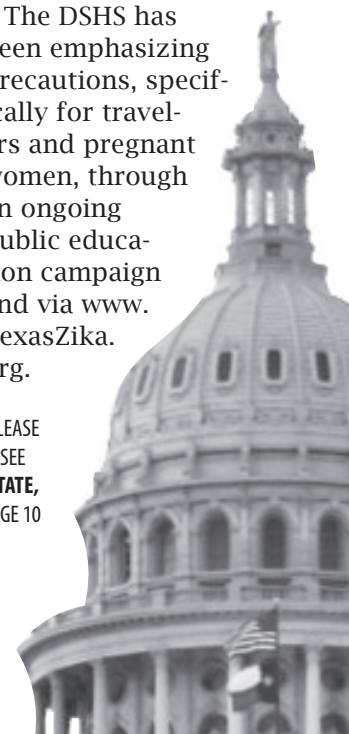 The DSHS has
een emphasizing
recautions, specif-
cally for travel-
rs and pregnant
vomen, through
n ongoing
ublic educa-
ion campaign
nd via www.
exasZika.
rg.
LEASE
SEE
TATE,
GE 10